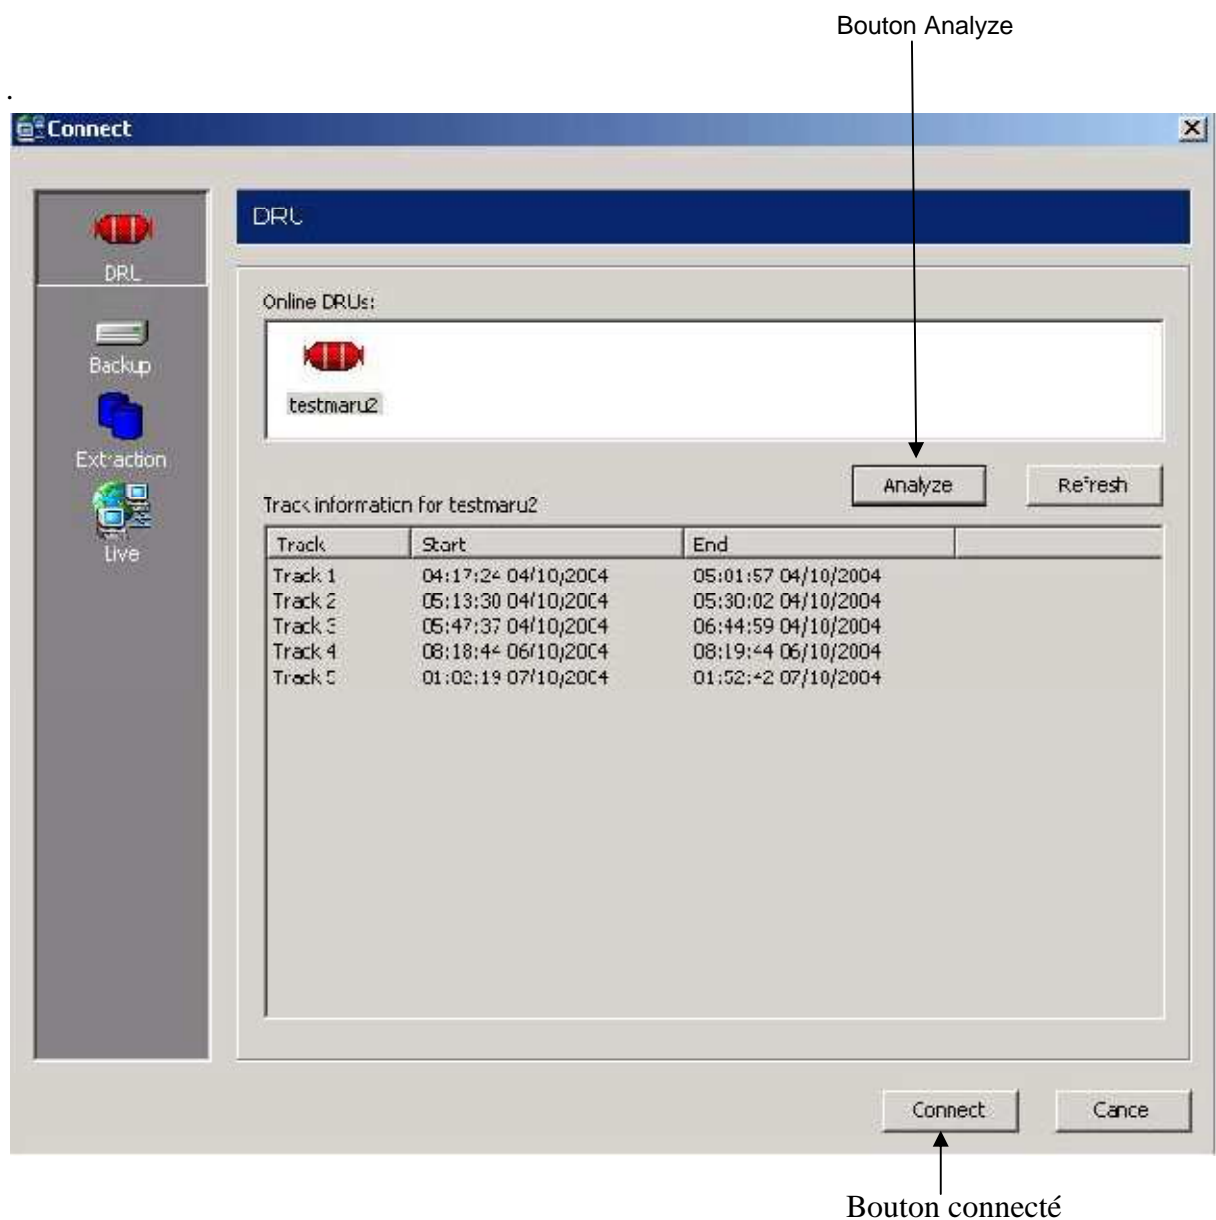 Bouton Analyze
.
Connect
DRU
DRU
Backup
Extraction
Live
Online DRUs:
testmaru2
Analyze Refresh
Track information for testmaru2
Track Start End
Track 1 04:17:24 04/10/2004 05:01:57 04/10/2004
Track 2 05:13:30 04/10/2004 05:30:02 04/10/2004
Track 3 05:47:37 04/10/2004 06:44:59 04/10/2004
Track 4 08:18:44 06/10/2004 08:19:44 06/10/2004
Track 5 01:02:19 07/10/2004 01:52:42 07/10/2004
Connect Cance
Bouton connecté